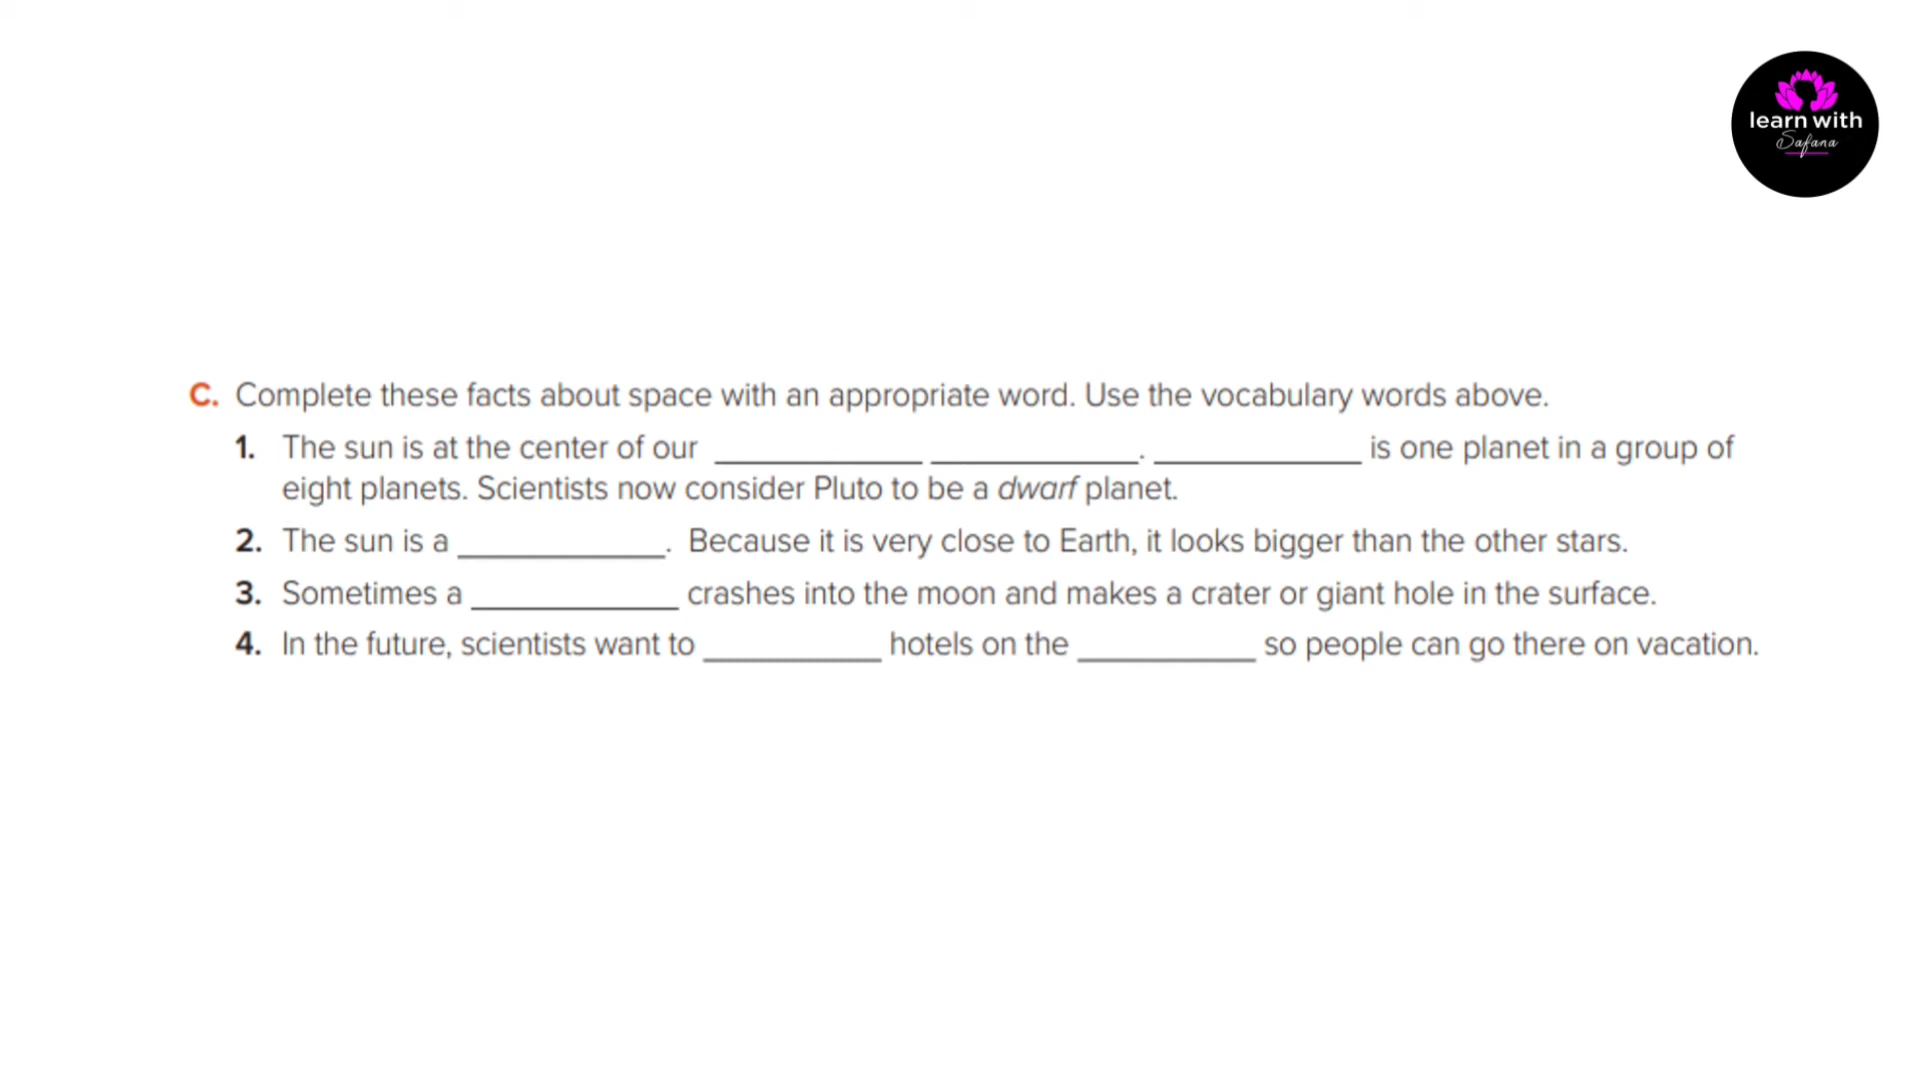 learn with
Safana
C. Complete these facts about space with an appropriate word. Use the vocabulary words above.
1. The sun is at the center of our ____________ ____________. ____________ is one planet in a group of
eight planets. Scientists now consider Pluto to be a dwarf planet.
2. The sun is a ____________. Because it is very close to Earth, it looks bigger than the other stars.
3. Sometimes a ____________ crashes into the moon and makes a crater or giant hole in the surface.
4. In the future, scientists want to __________ hotels on the __________ so people can go there on vacation.